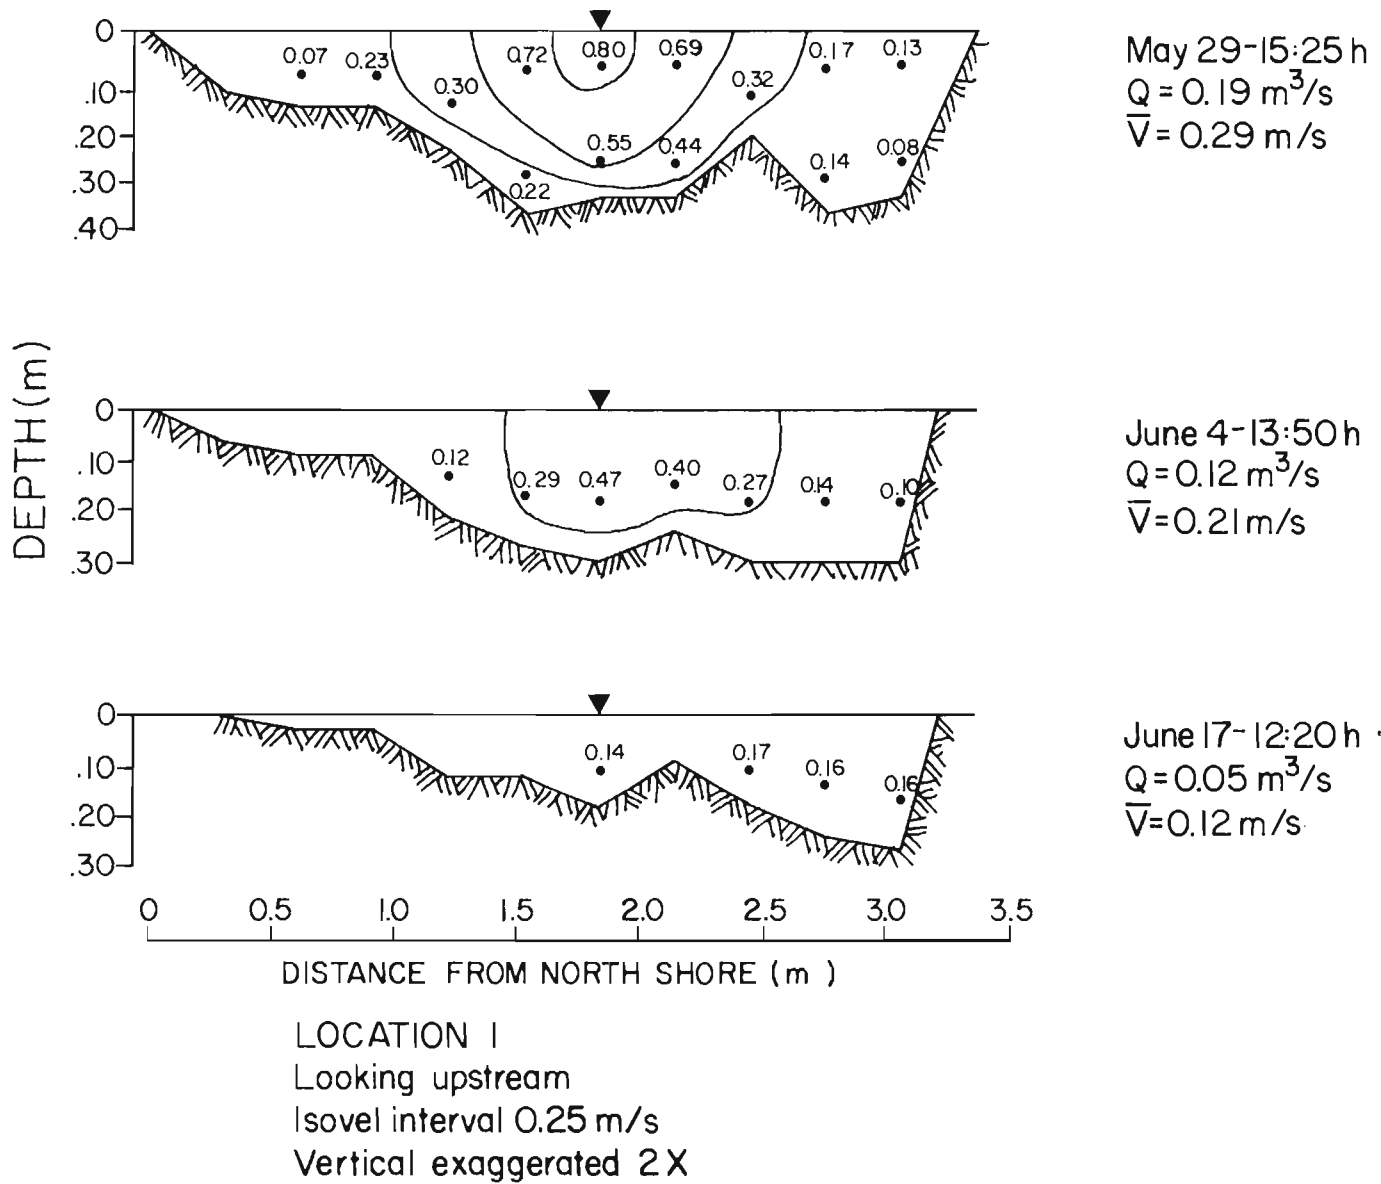 0
.10
.20
.30
.40
0.07
0.23
0.30
0.72
0.80
0.69
0.32
0.17
0.13
0.55
0.44
0.22
0.14
0.08
May 29-15:25 h
Q = 0.19 m³/s
V̅ = 0.29 m/s
DEPTH (m)
0
.10
.20
.30
0.12
0.29
0.47
0.40
0.27
0.14
0.10
June 4-13:50 h
Q = 0.12 m³/s
V̅ = 0.21 m/s
0
.10
.20
.30
0.14
0.17
0.16
0.16
June 17-12:20 h
Q = 0.05 m³/s
V̅ = 0.12 m/s
0 0.5 1.0 1.5 2.0 2.5 3.0 3.5
DISTANCE FROM NORTH SHORE (m)
LOCATION 1
Looking upstream
Isovel interval 0.25 m/s
Vertical exaggerated 2X